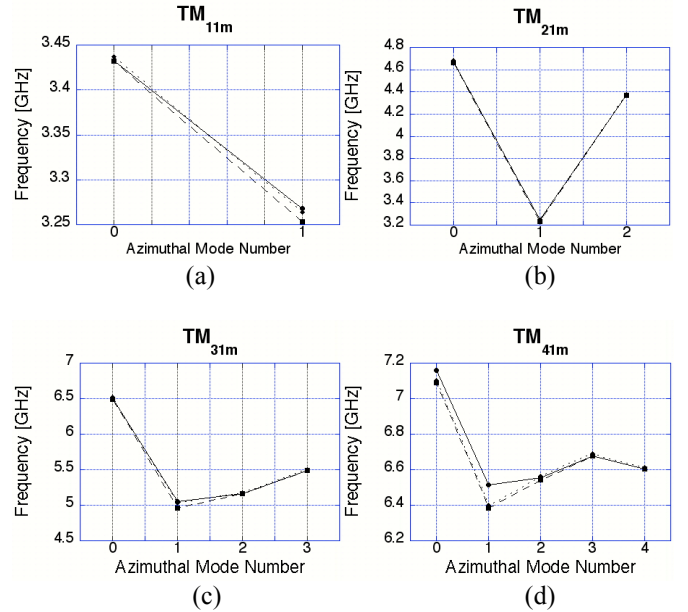 TM11m
3.45
3.4
3.35
3.3
3.25
Frequency [GHz]
0
1
Azimuthal Mode Number
(a)
TM21m
4.8
4.6
4.4
4.2
4
3.8
3.6
3.4
3.2
Frequency [GHz]
0
1
2
Azimuthal Mode Number
(b)
TM31m
7
6.5
6
5.5
5
4.5
Frequency [GHz]
0
1
2
3
Azimuthal Mode Number
(c)
TM41m
7.2
7
6.8
6.6
6.4
6.2
Frequency [GHz]
0
1
2
3
4
Azimuthal Mode Number
(d)